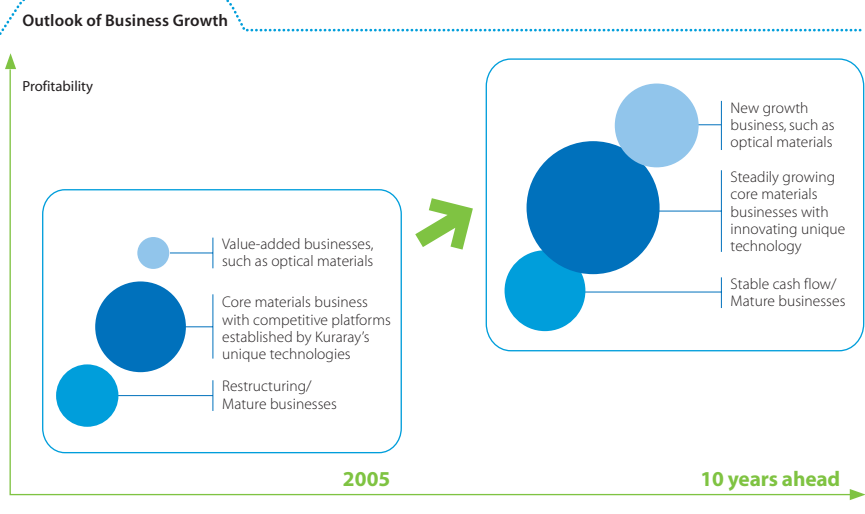 Outlook of Business Growth
Profitability
New growth
business, such as
optical materials
Steadily growing
core materials
businesses with
innovating unique
technology
Stable cash flow/
Mature businesses
Value-added businesses,
such as optical materials
Core materials business
with competitive platforms
established by Kuraray’s
unique technologies
Restructuring/
Mature businesses
2005
10 years ahead